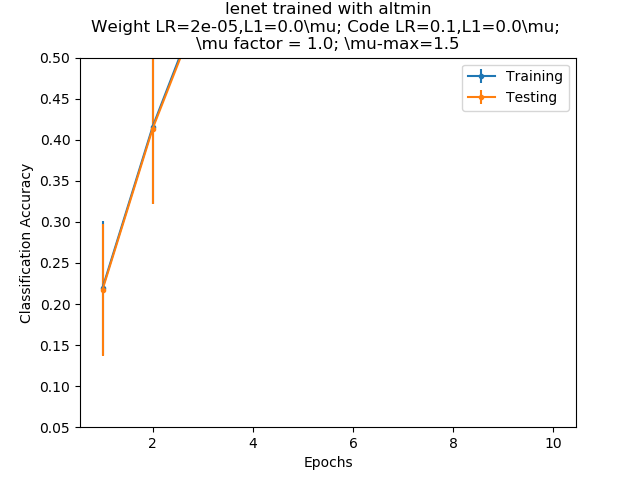 lenet trained with altmin
Weight LR=2e-05,L1=0.0\mu; Code LR=0.1,L1=0.0\mu;
\mu factor = 1.0; \mu-max=1.5
Training
Testing
Classification Accuracy
0.50
0.45
0.40
0.35
0.30
0.25
0.20
0.15
0.10
0.05
2
4
6
8
10
Epochs